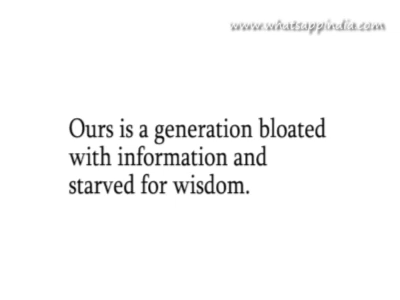 www.whatsappindia.com
Ours is a generation bloated
with information and
starved for wisdom.